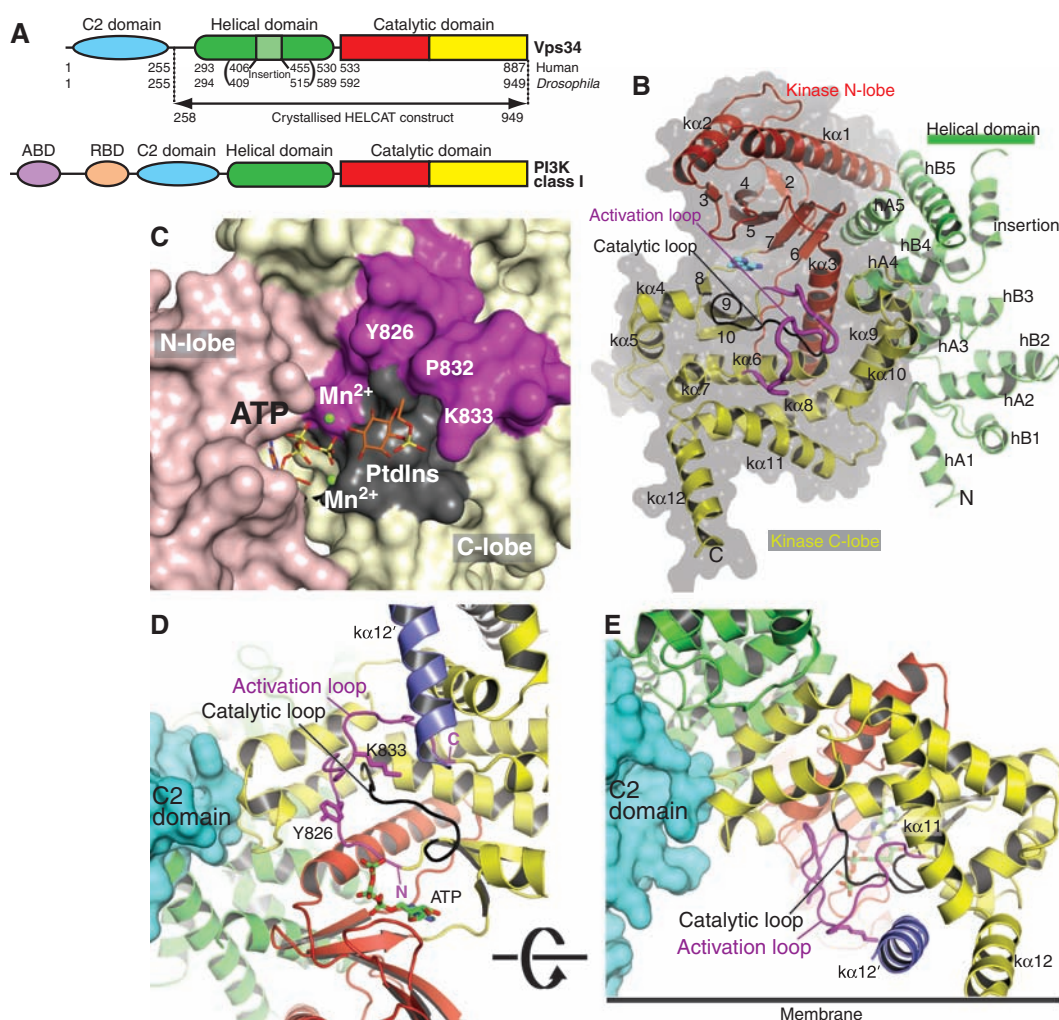 A
C2 domain
Helical domain
Catalytic domain
Vps34
1 255 293 406 455 530 533 887 Human
Insertion
1 255 294 409 515 589 592 949 Drosophila
258 Crystallised HELCAT construct 949
ABD RBD C2 domain Helical domain Catalytic domain
PI3K
class I
B
Kinase N-lobe
kα2
kα1
Helical domain
hB5
4
2
3
hA5
insertion
Activation loop
5
7
hB4
Catalytic loop
6
kα3
hA4
8
kα4
9
hB3
kα5
10
kα9
hA3
hB2
kα6
kα10
kα7
kα8
hA2
hB1
kα11
hA1
kα12
N
C
Kinase C-lobe
C
N-lobe
Y826
P832
Mn2+
K833
ATP
PtdIns
Mn2+
C-lobe
D
kα12′
Activation loop
Catalytic loop
K833
C
C2
domain
Y826
N
ATP
E
C2
domain
kα11
Catalytic loop
Activation loop
kα12′
kα12
Membrane